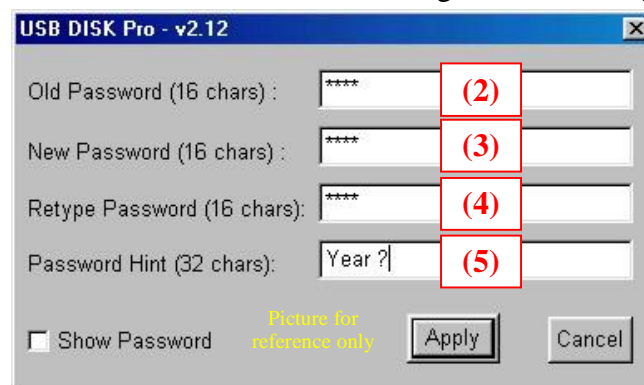 USB DISK Pro - v2.12
Old Password (16 chars) : **** (2)
New Password (16 chars) : **** (3)
Retype Password (16 chars): **** (4)
Password Hint (32 chars): Year ? (5)
Show Password
Picture for
reference only
Apply
Cancel